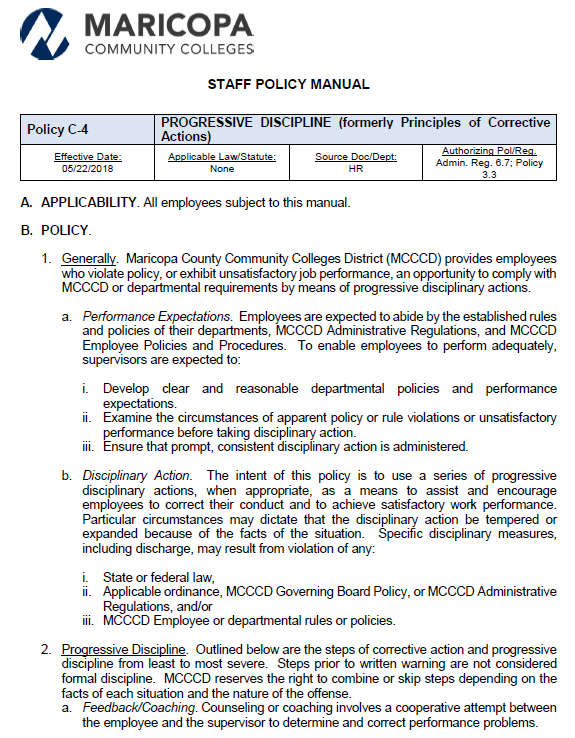 MARICOPA
COMMUNITY COLLEGES
STAFF POLICY MANUAL
Policy C-4
PROGRESSIVE DISCIPLINE (formerly Principles of Corrective
Actions)
Effective Date:
05/22/2018
Applicable Law/Statute:
None
Source Doc/Dept:
HR
Authorizing Pol/Reg.
Admin. Reg. 6.7; Policy
3.3
A. APPLICABILITY. All employees subject to this manual.
B. POLICY.
1. Generally. Maricopa County Community Colleges District (MCCCD) provides employees
who violate policy, or exhibit unsatisfactory job performance, an opportunity to comply with
MCCCD or departmental requirements by means of progressive disciplinary actions.
a. Performance Expectations. Employees are expected to abide by the established rules
and policies of their departments, MCCCD Administrative Regulations, and MCCCD
Employee Policies and Procedures. To enable employees to perform adequately,
supervisors are expected to:
i. Develop clear and reasonable departmental policies and performance
expectations.
ii. Examine the circumstances of apparent policy or rule violations or unsatisfactory
performance before taking disciplinary action.
iii. Ensure that prompt, consistent disciplinary action is administered.
b. Disciplinary Action. The intent of this policy is to use a series of progressive
disciplinary actions, when appropriate, as a means to assist and encourage
employees to correct their conduct and to achieve satisfactory work performance.
Particular circumstances may dictate that the disciplinary action be tempered or
expanded because of the facts of the situation. Specific disciplinary measures,
including discharge, may result from violation of any:
i. State or federal law,
ii. Applicable ordinance, MCCCD Governing Board Policy, or MCCCD Administrative
Regulations, and/or
iii. MCCCD Employee or departmental rules or policies.
2. Progressive Discipline. Outlined below are the steps of corrective action and progressive
discipline from least to most severe. Steps prior to written warning are not considered
formal discipline. MCCCD reserves the right to combine or skip steps depending on the
facts of each situation and the nature of the offense.
a. Feedback/Coaching. Counseling or coaching involves a cooperative attempt between
the employee and the supervisor to determine and correct performance problems.